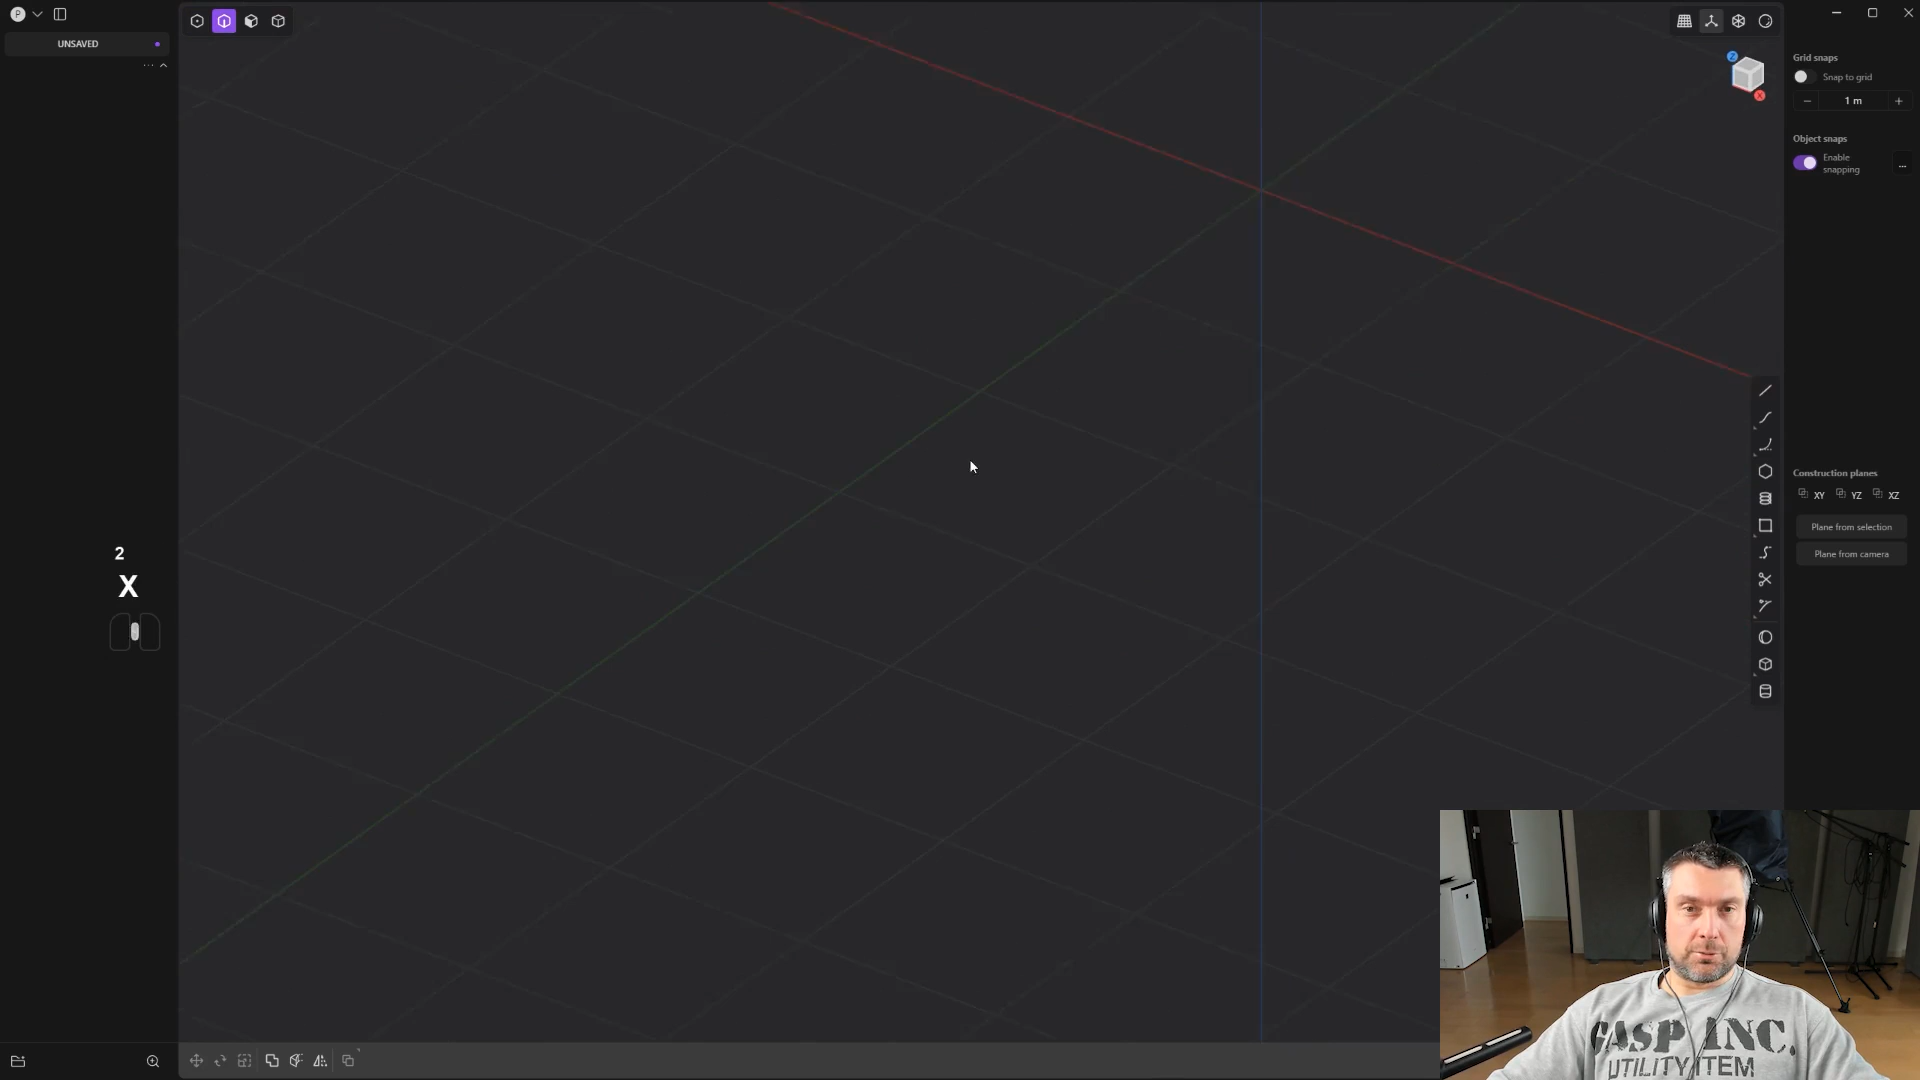 P
UNSAVED
Grid snaps
Snap to grid
1 m
Object snaps
Enable
snapping
...
Z
X
Construction planes
XY YZ XZ
Plane from selection
Plane from camera
2
X
GASP INC.
UTILITY ITEM